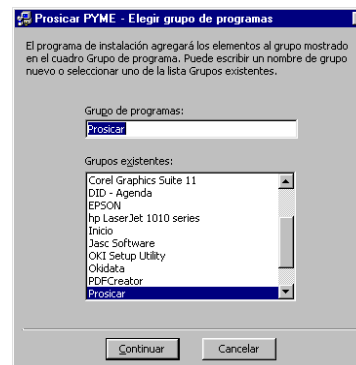 Prosicar PYME - Elegir grupo de programas
El programa de instalación agregará los elementos al grupo mostrado
en el cuadro Grupo de programa. Puede escribir un nombre de grupo
nuevo o seleccionar uno de la lista Grupos existentes.
Grupo de programas:
Prosicar
Grupos existentes:
Corel Graphics Suite 11
DID - Agenda
EPSON
hp LaserJet 1010 series
Inicio
Jasc Software
OKI Setup Utility
Okidata
PDFCreator
Prosicar
Continuar
Cancelar